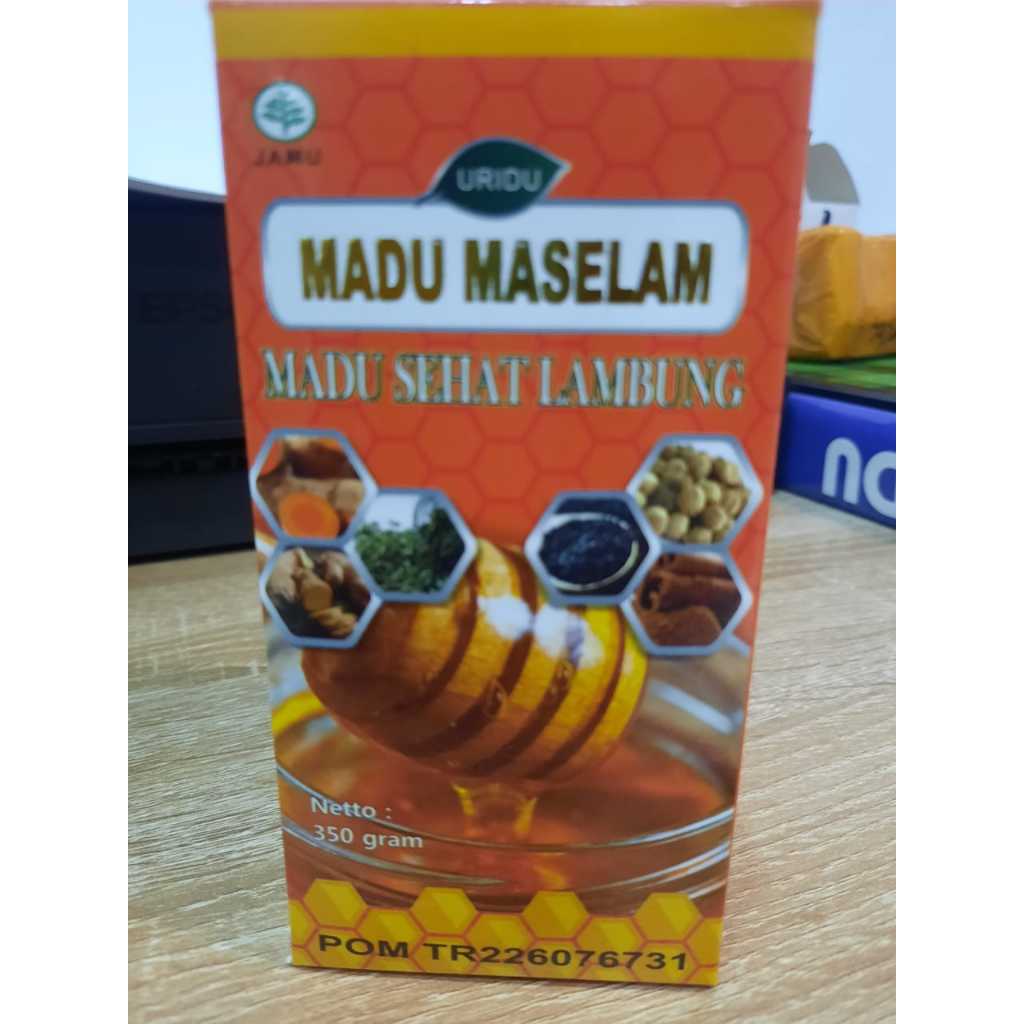 JAMU
URIDU
MADU MASELAM
MADU SEHAT LAMBUNG
Netto :
350 gram
POM TR226076731